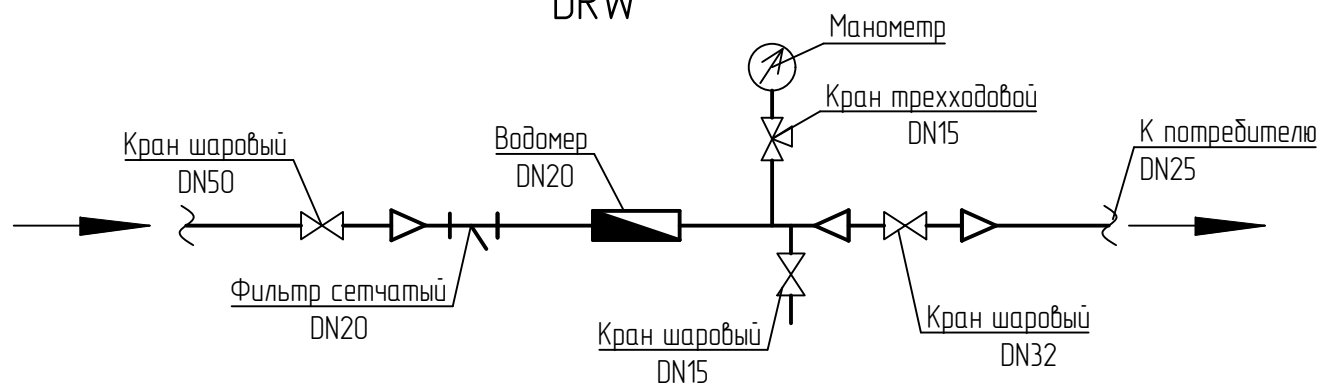 DRW
Манометр
Кран трехходовой
DN15
Кран шаровый
DN50
Водомер
DN20
К потребителю
DN25
Фильтр сетчатый
DN20
Кран шаровый
DN15
Кран шаровый
DN32